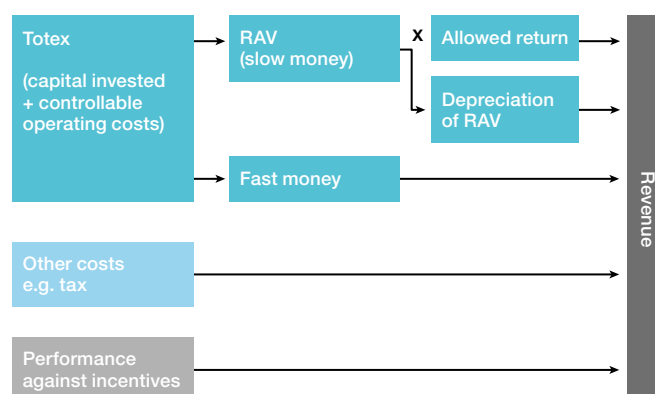 Totex
(capital invested
+ controllable
operating costs)
RAV
(slow money)
x
Allowed return
Depreciation
of RAV
Fast money
Other costs
e.g. tax
Performance
against incentives
Revenue